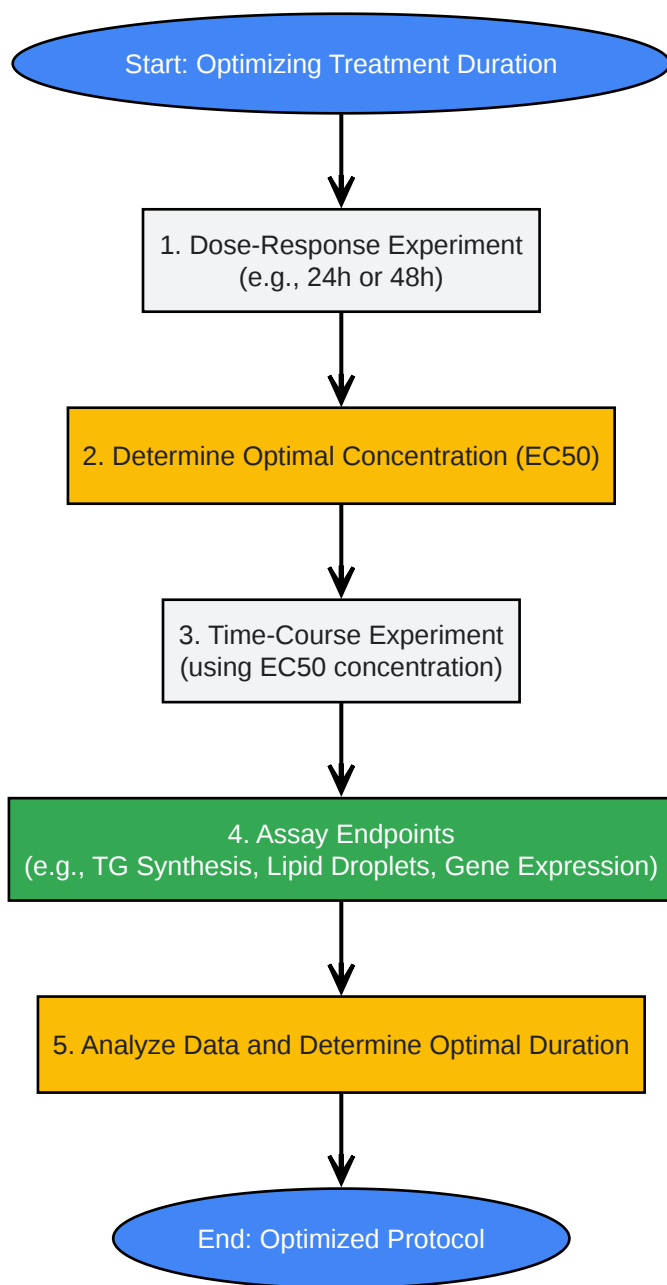 Start: Optimizing Treatment Duration
1. Dose-Response Experiment
(e.g., 24h or 48h)
2. Determine Optimal Concentration (EC50)
3. Time-Course Experiment
(using EC50 concentration)
4. Assay Endpoints
(e.g., TG Synthesis, Lipid Droplets, Gene Expression)
5. Analyze Data and Determine Optimal Duration
End: Optimized Protocol